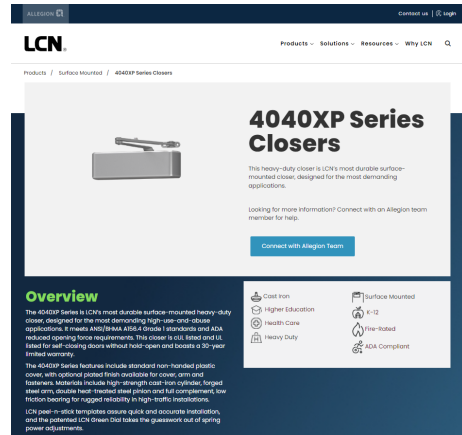 ALLEGION
Contact us | Login
LCN.
Products Solutions Resources Why LCN
Products / Surface Mounted / 4040XP Series Closers
4040XP Series
Closers
This heavy-duty closer is LCN's most durable surface-
mounted closer, designed for the most demanding
applications.
Looking for more information? Connect with an Allegion team
member for help.
Connect with Allegion Team
Overview
The 4040XP Series is LCN's most durable surface-mounted heavy-duty
closer, designed for the most demanding high-use-and-abuse
applications. It meets ANSI/BHMA A156.4 Grade 1 standards and ADA
reduced opening force requirements. This closer is cUL listed and UL
listed for self-closing doors without hold-open and boasts a 30-year
limited warranty.
The 4040XP Series features include standard non-handed plastic
cover, with optional plated finish available for cover, arm and
fasteners. Materials include high-strength cast-iron cylinder, forged
steel arm, double heat-treated steel pinion and full complement, low
friction bearing for rugged reliability in high-traffic installations.
LCN peel-n-stick templates assure quick and accurate installation,
and the patented LCN Green Dial takes the guesswork out of spring
power adjustments.
Cast Iron
Surface Mounted
Higher Education
K-12
Health Care
Fire-Rated
Heavy Duty
ADA Compliant